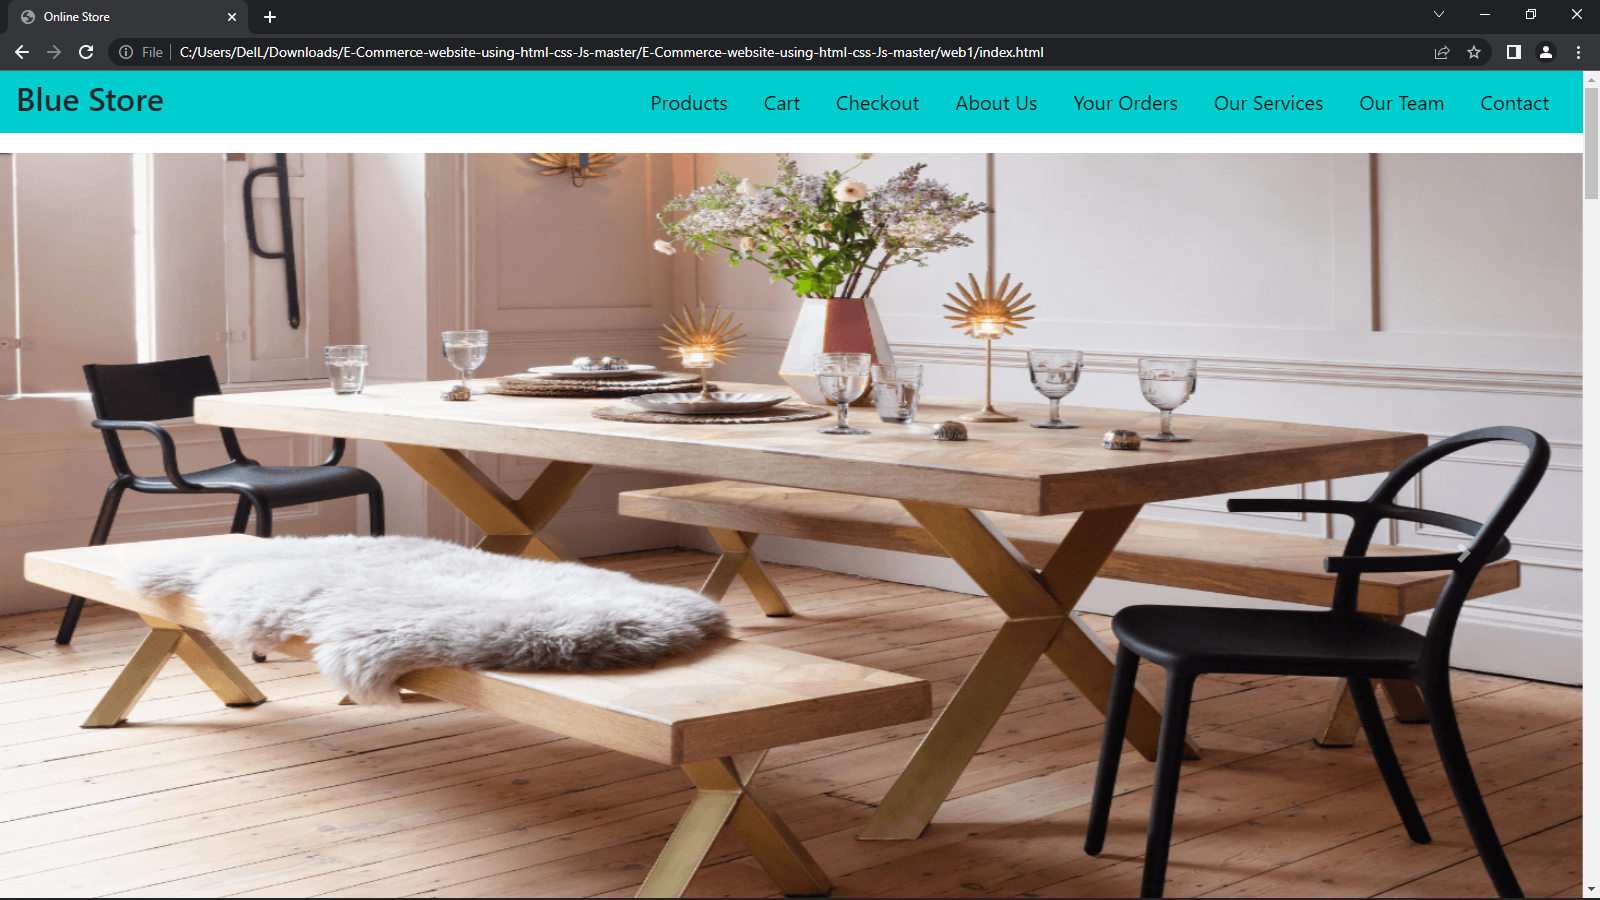 Online Store
File C:/Users/DelL/Downloads/E-Commerce-website-using-html-css-Js-master/E-Commerce-website-using-html-css-Js-master/web1/index.html
Blue Store Products Cart Checkout About Us Your Orders Our Services Our Team Contact